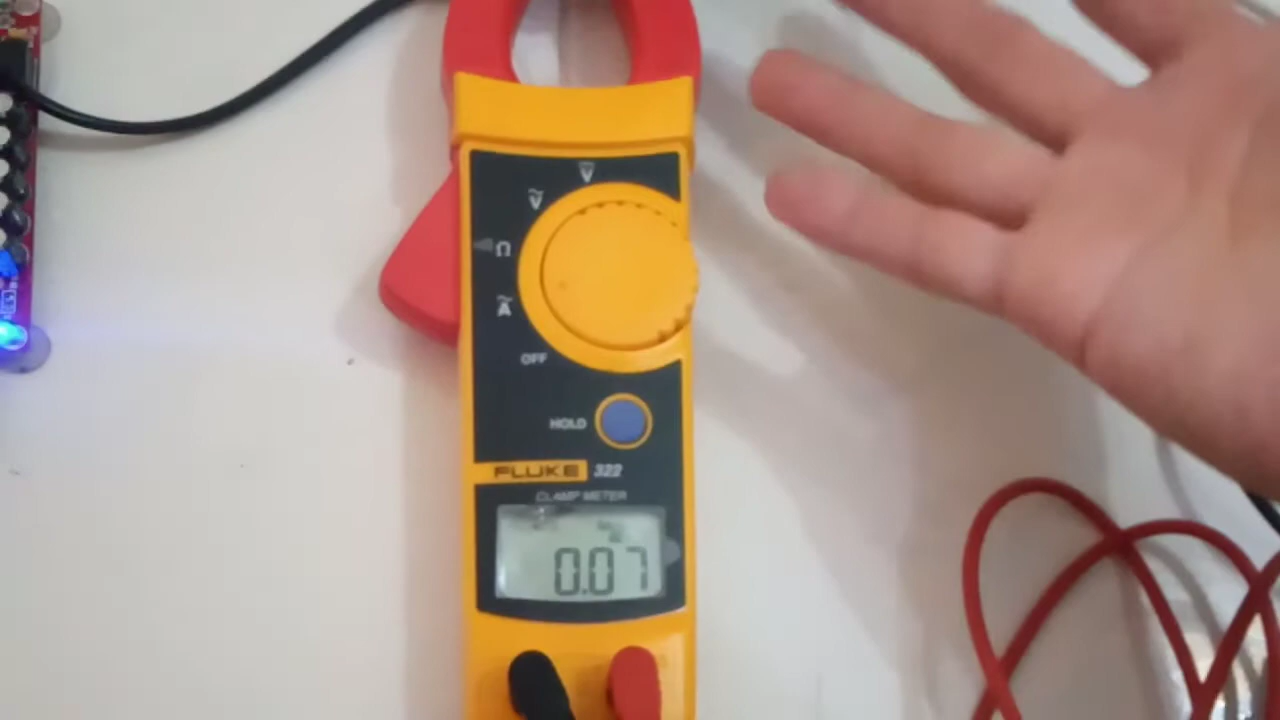 V
V
Ω
A
OFF
HOLD
FLUKE 322
CLAMP METER
0.07